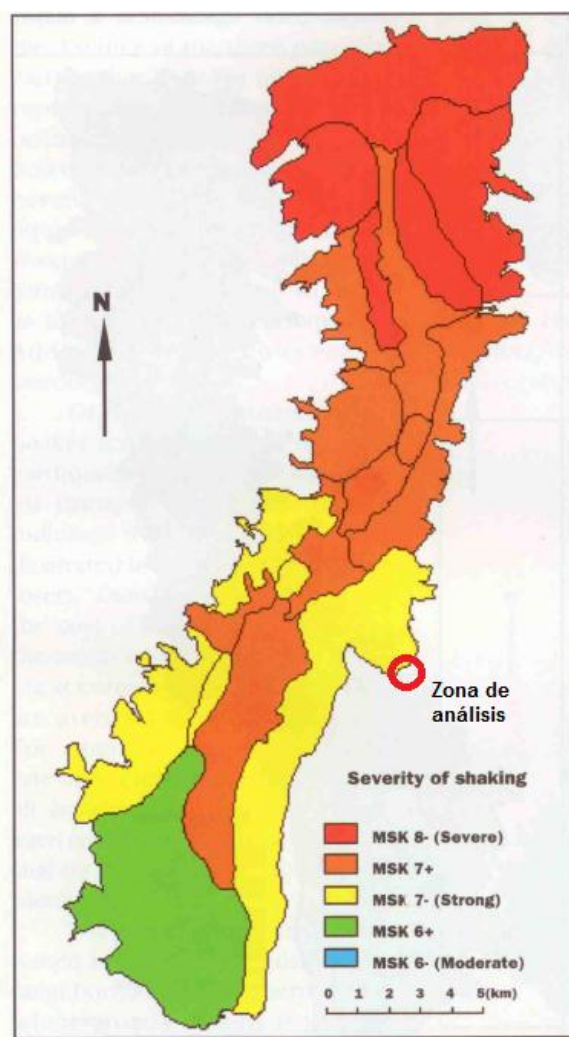 N
Zona de
análisis
Severity of shaking
MSK 8- (Severe)
MSK 7+
MSK 7- (Strong)
MSK 6+
MSK 6- (Moderate)
0 1 2 3 4 5(km)